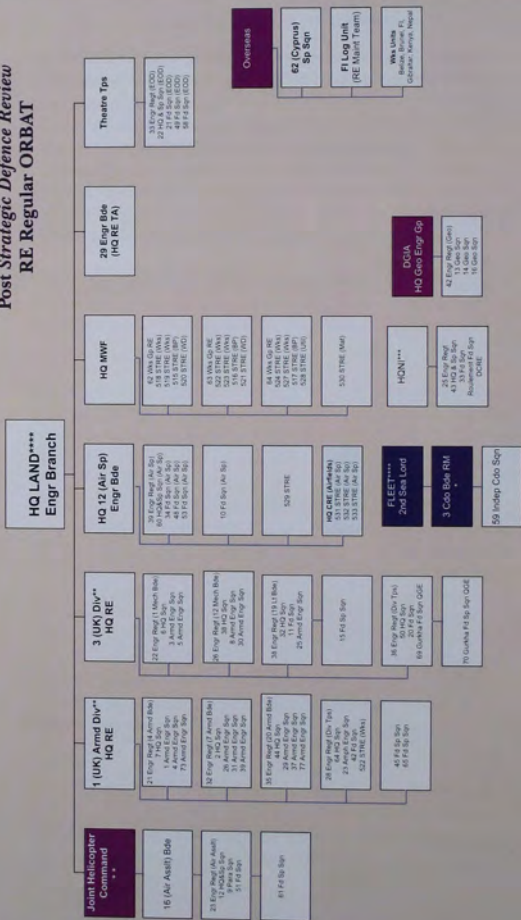 Post Strategic Defence Review
RE Regular ORBAT
HQ LAND****
Engr Branch
Joint Helicopter
Command
**
16 (Air Asslt) Bde
23 Engr Regt (Air Asslt)
12 HQ&Sp Sqn
9 Para Sqn
51 Fd Sqn
61 Fd Sp Sqn
1 (UK) Armd Div**
HQ RE
21 Engr Regt (4 Armd Bde)
7 HQ Sqn
1 Armd Engr Sqn
4 Armd Engr Sqn
73 Armd Engr Sqn
32 Engr Regt (7 Armd Bde)
2 HQ Sqn
26 Armd Engr Sqn
31 Armd Engr Sqn
39 Armd Engr Sqn
35 Engr Regt (20 Armd Bde)
44 HQ Sqn
29 Armd Engr Sqn
37 Armd Engr Sqn
77 Armd Engr Sqn
28 Engr Regt (Div Tps)
64 HQ Sqn
23 Amph Engr Sqn
42 Fd Sqn
522 STRE (Wks)
45 Fd Sp Sqn
65 Fd Sp Sqn
3 (UK) Div**
HQ RE
22 Engr Regt (1 Mech Bde)
6 HQ Sqn
3 Armd Engr Sqn
5 Armd Engr Sqn
26 Engr Regt (12 Mech Bde)
38 HQ Sqn
8 Armd Engr Sqn
30 Armd Engr Sqn
38 Engr Regt (19 Lt Bde)
32 HQ Sqn
11 Fd Sqn
25 Armd Engr Sqn
15 Fd Sp Sqn
36 Engr Regt (Div Tps)
50 HQ Sqn
20 Fd Sqn
69 Gurkha Fd Sqn QGE
70 Gurkha Fd Sp Sqn QGE
HQ 12 (Air Sp)
Engr Bde
39 Engr Regt (Air Sp)
60 HQ&Sp Sqn (Air Sp)
34 Fd Sqn (Air Sp)
48 Fd Sqn (Air Sp)
53 Fd Sqn (Air Sp)
10 Fd Sqn (Air Sp)
529 STRE
HQ CRE (Airfields)
531 STRE (Air Sp)
532 STRE (Air Sp)
533 STRE (Air Sp)
FLEET****
2nd Sea Lord
3 Cdo Bde RM
*
59 Indep Cdo Sqn
HQ MWF
62 Wks Gp RE
518 STRE (Wks)
519 STRE (Wks)
515 STRE (BP)
520 STRE (WD)
63 Wks Gp RE
522 STRE (Wks)
523 STRE (Wks)
516 STRE (BP)
521 STRE (WD)
64 Wks Gp RE
524 STRE (Wks)
527 STRE (Wks)
517 STRE (BP)
528 STRE (Util)
530 STRE (Mat)
HQNI***
25 Engr Regt
43 HQ & Sp Sqn
33 Fd Sqn
Roulement Fd Sqn
DCRE
29 Engr Bde
(HQ RE TA)
DGIA
HQ Geo Engr Gp
42 Engr Regt (Geo)
13 Geo Sqn
14 Geo Sqn
16 Geo Sqn
Theatre Tps
33 Engr Regt (EOD)
22 HQ & Sp Sqn (EOD)
21 Fd Sqn (EOD)
49 Fd Sqn (EOD)
58 Fd Sqn (EOD)
Overseas
62 (Cyprus)
Sp Sqn
FI Log Unit
(RE Maint Team)
Wks Units
Belize, Brunei, FI,
Gibraltar, Kenya, Nepal